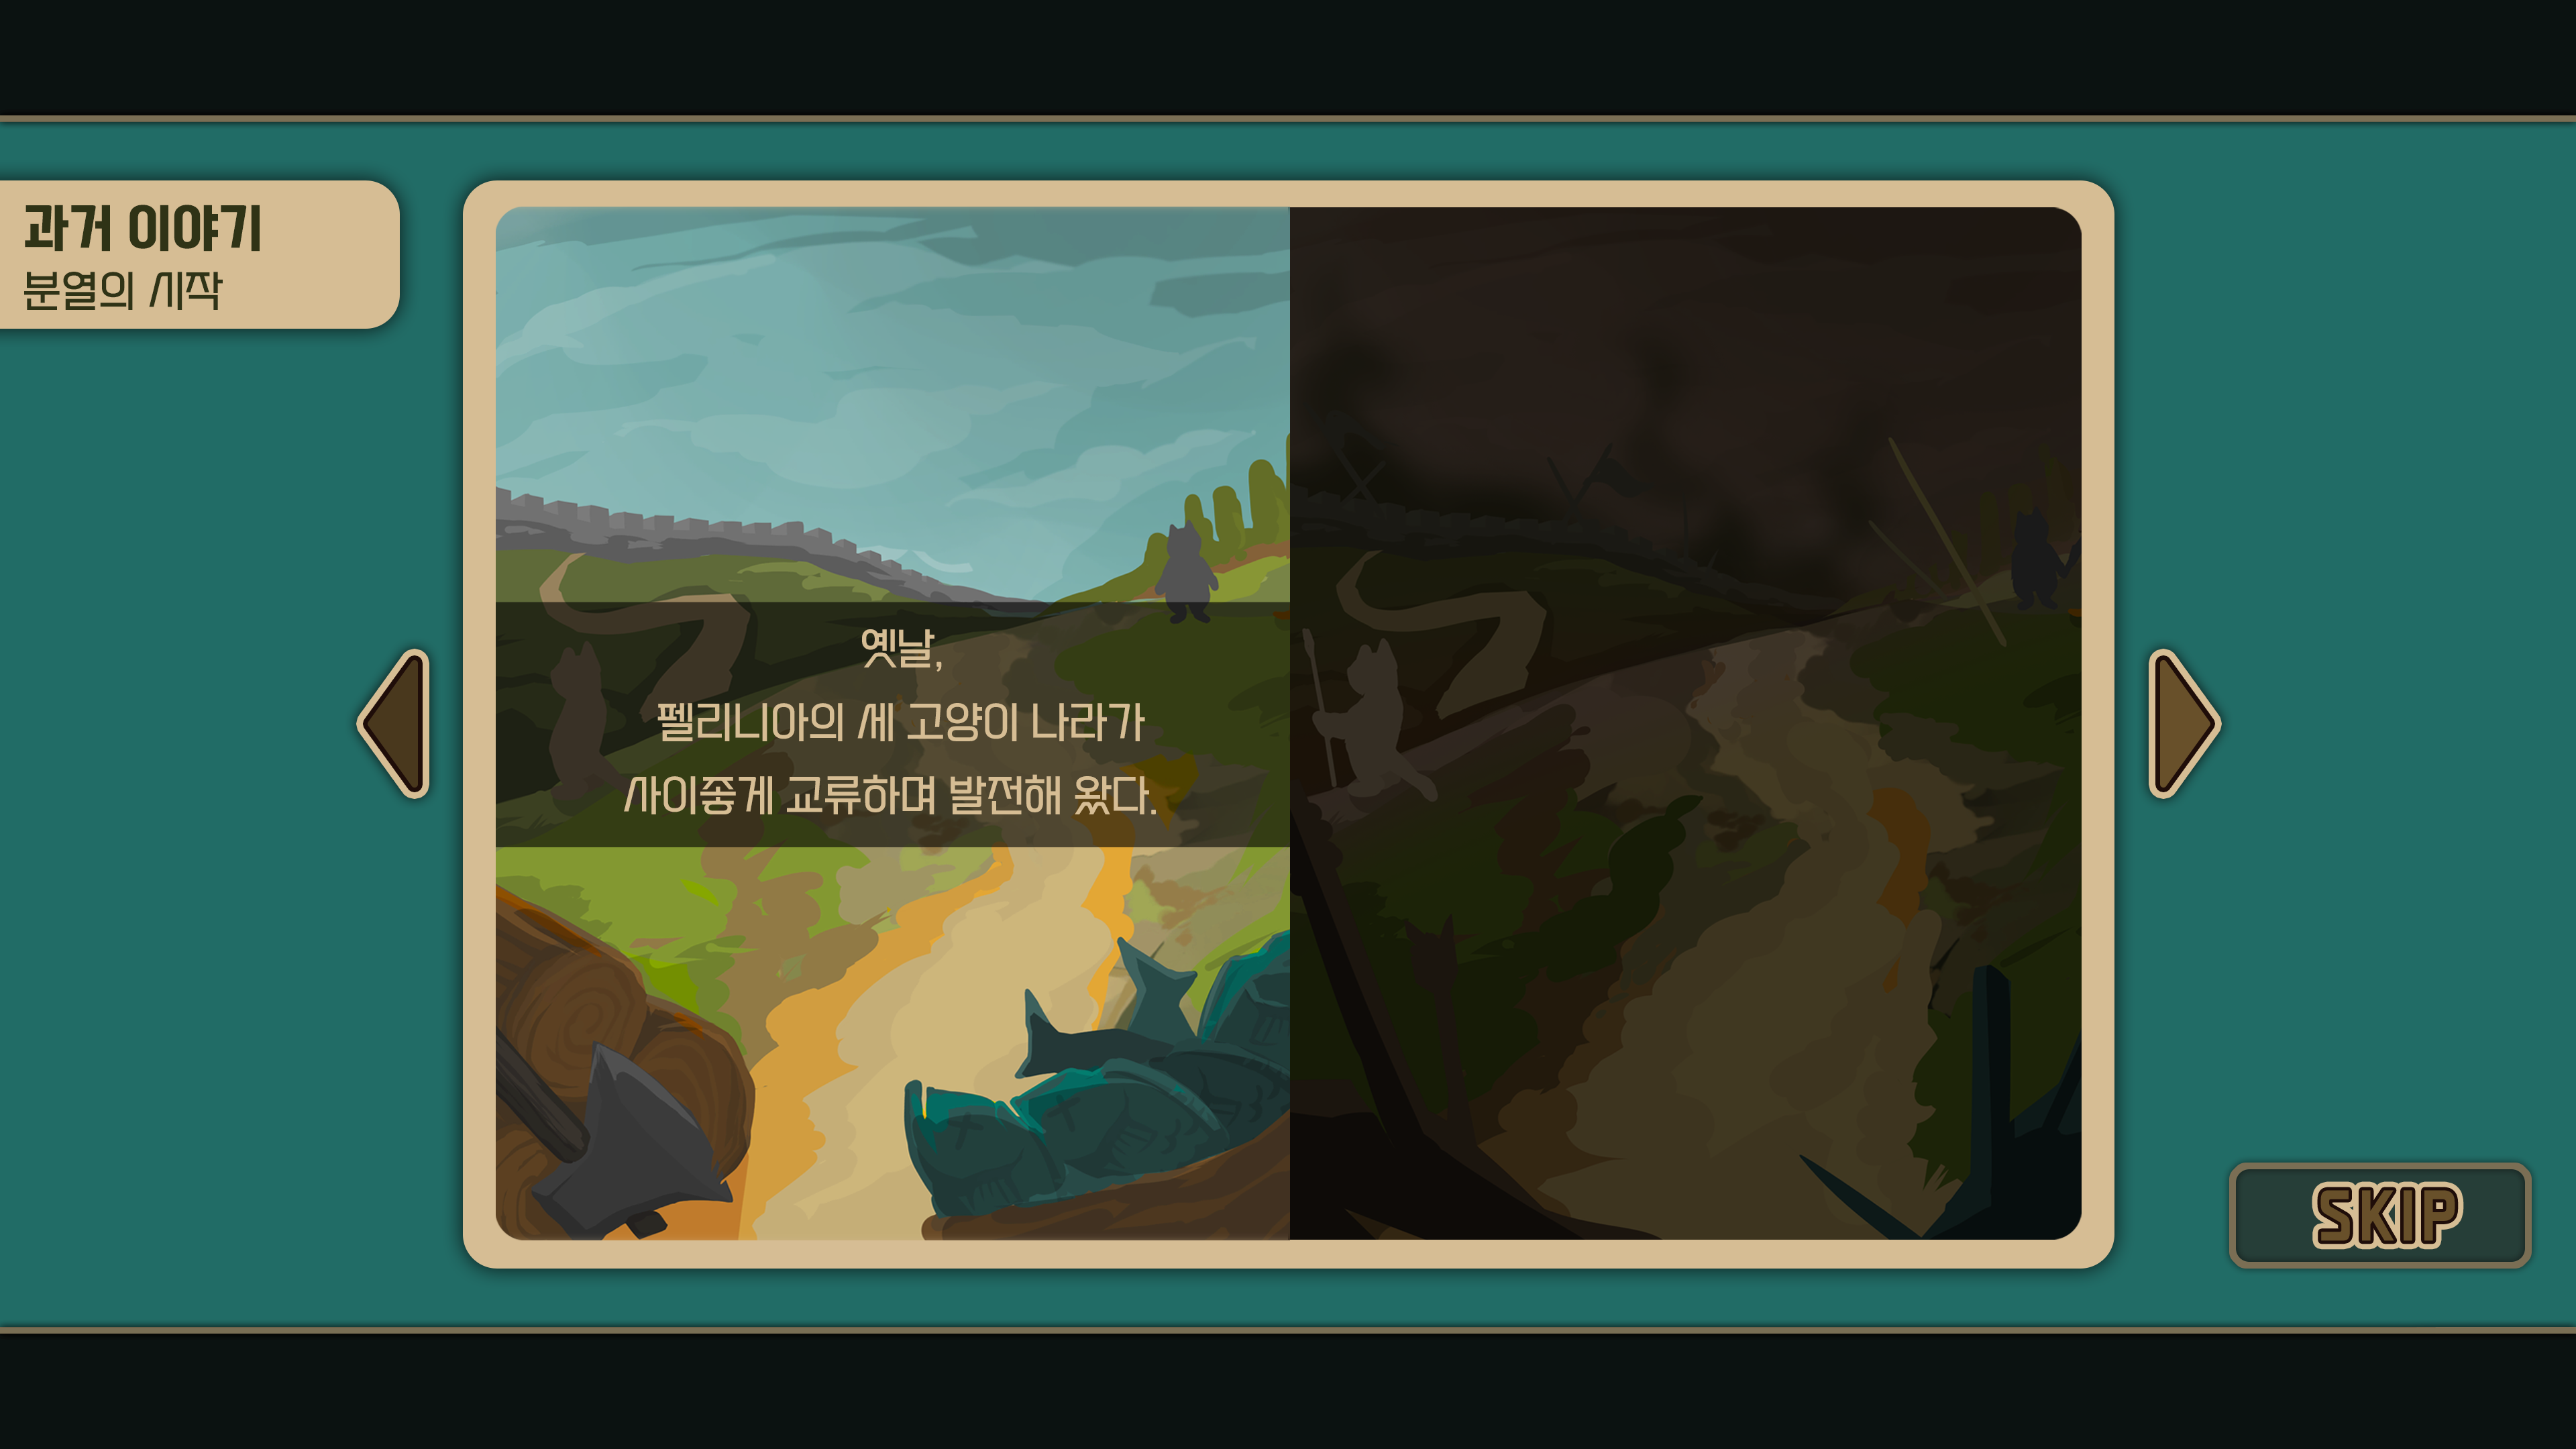 과거 이야기
분열의 시작
옛날,
펠리니아의 세 고양이 나라가
사이좋게 교류하며 발전해 왔다.
SKIP